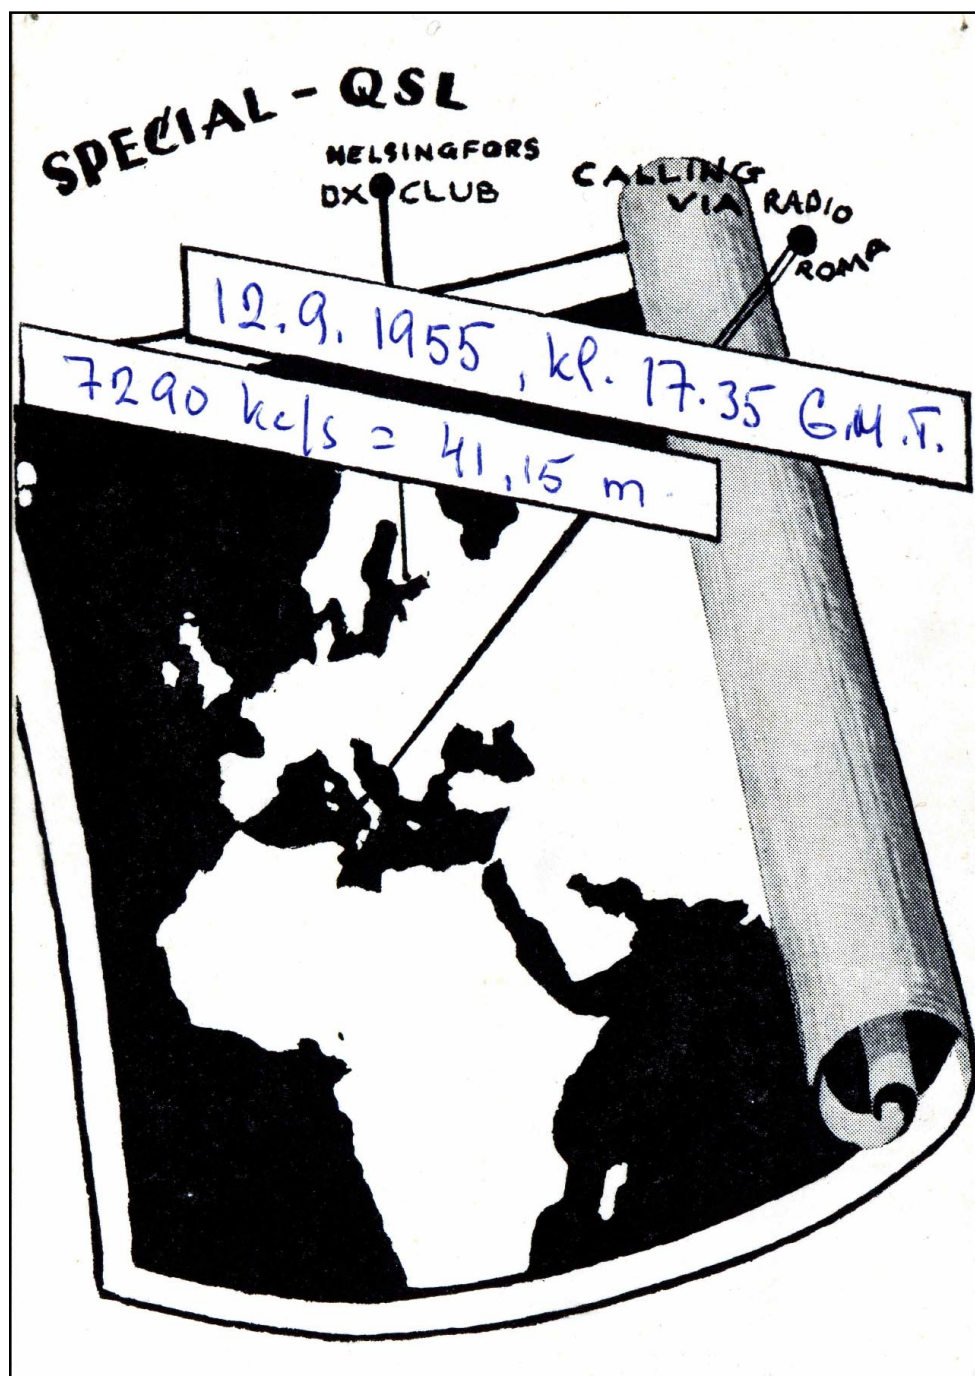 SPECIAL - QSL
HELSINGFORS
DX CLUB
CALLING
VIA RADIO
ROMA
12.9.1955, kl. 17.35 G.M.T.
7290 kc/s = 41,15 m